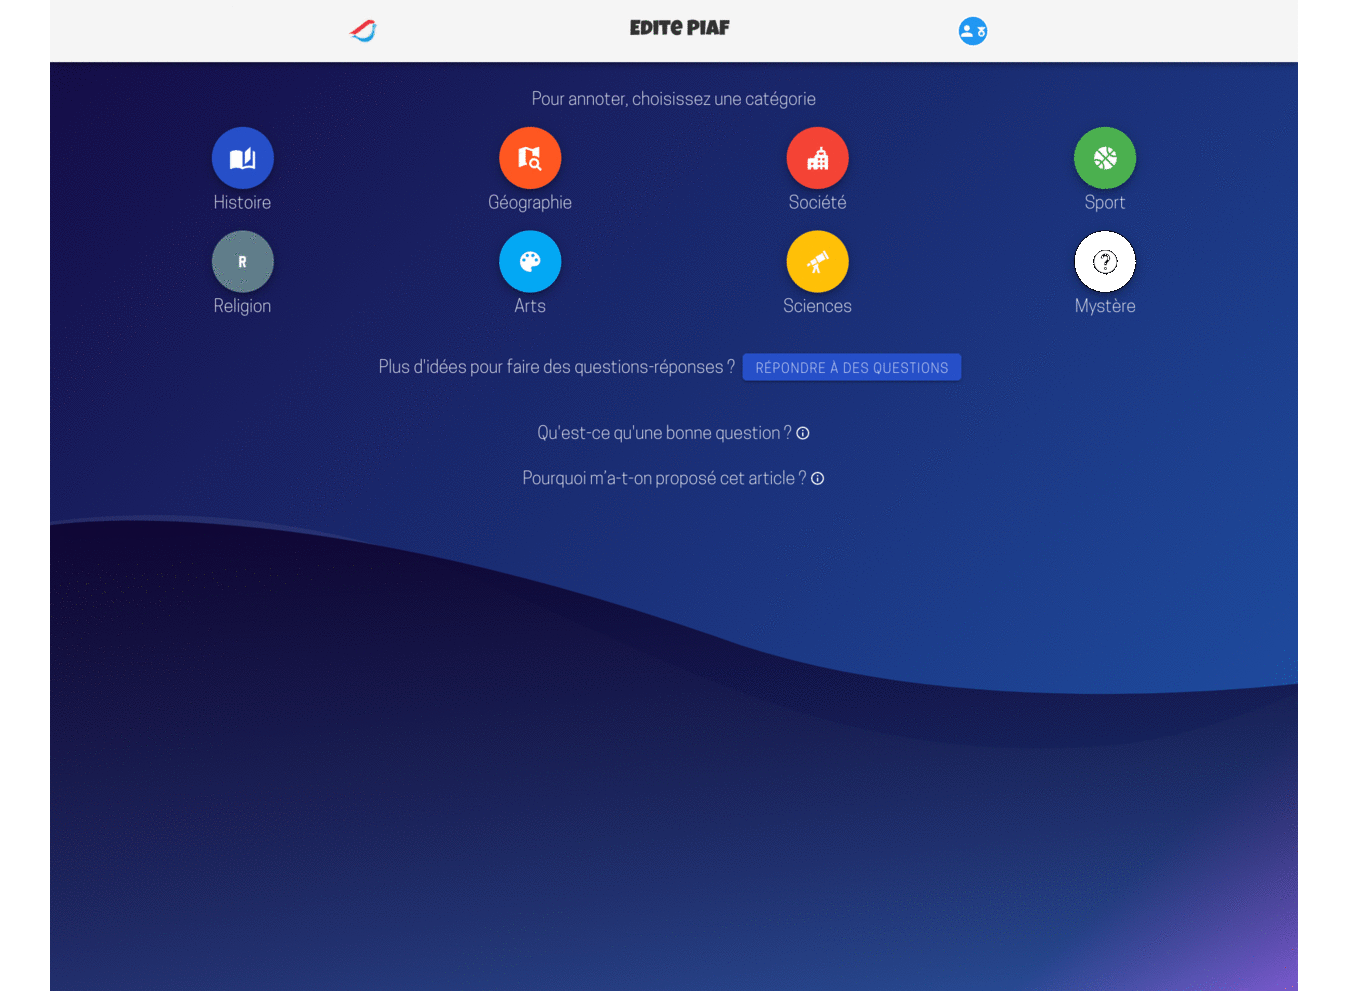 Edite Piaf
Pour annoter, choisissez une catégorie
Histoire
Géographie
Société
Sport
R
Religion
Arts
Sciences
?
Mystère
Plus d'idées pour faire des questions-réponses ? RÉPONDRE À DES QUESTIONS
Qu'est-ce qu'une bonne question ?
Pourquoi m’a-t-on proposé cet article ?